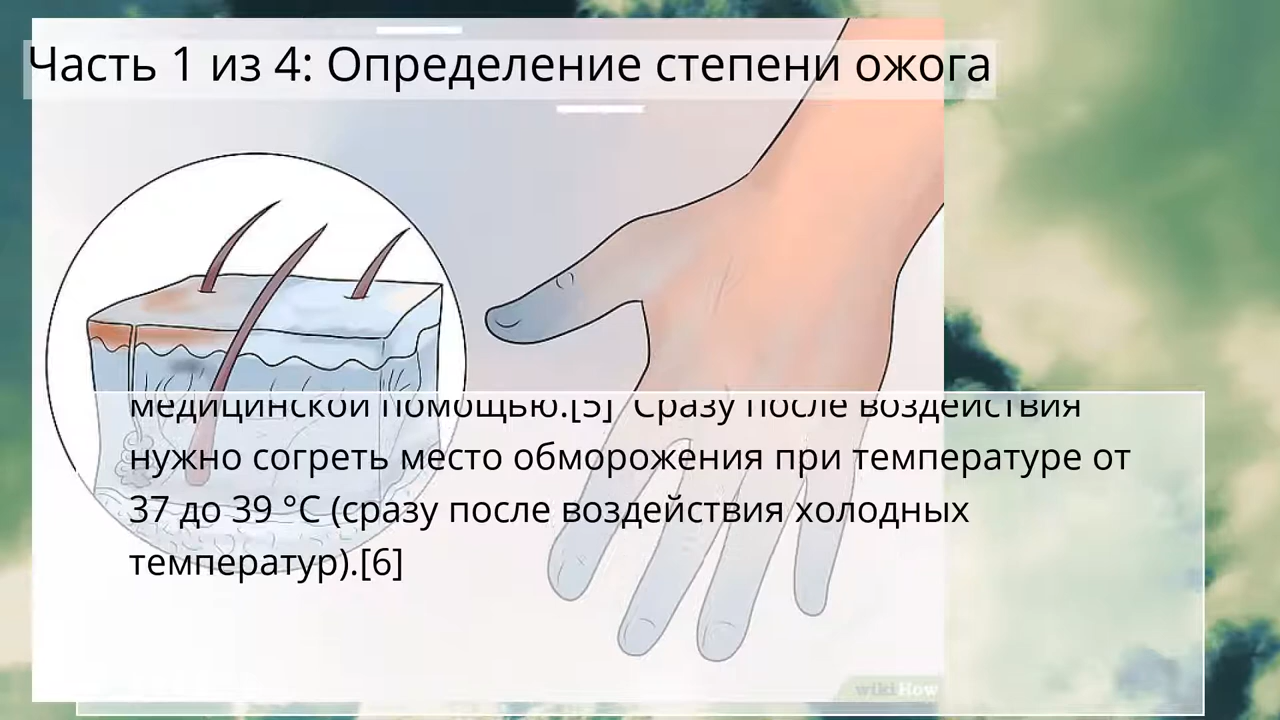 Часть 1 из 4: Определение степени ожога
медицинской помощью.[5] Сразу после воздействия
нужно согреть место обморожения при температуре от
37 до 39 °C (сразу после воздействия холодных
температур).[6]
wikiHow